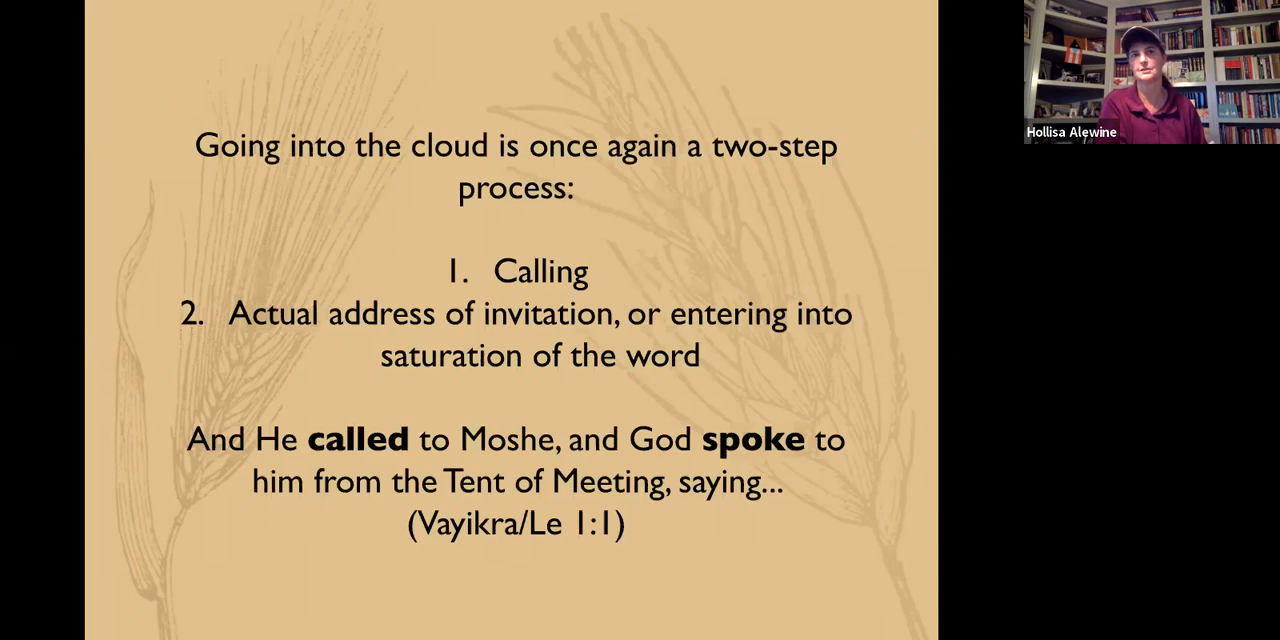 Going into the cloud is once again a two-step
process:
1. Calling
2. Actual address of invitation, or entering into
saturation of the word
And He called to Moshe, and God spoke to
him from the Tent of Meeting, saying...
(Vayikra/Le 1:1)
Hollisa Alewine